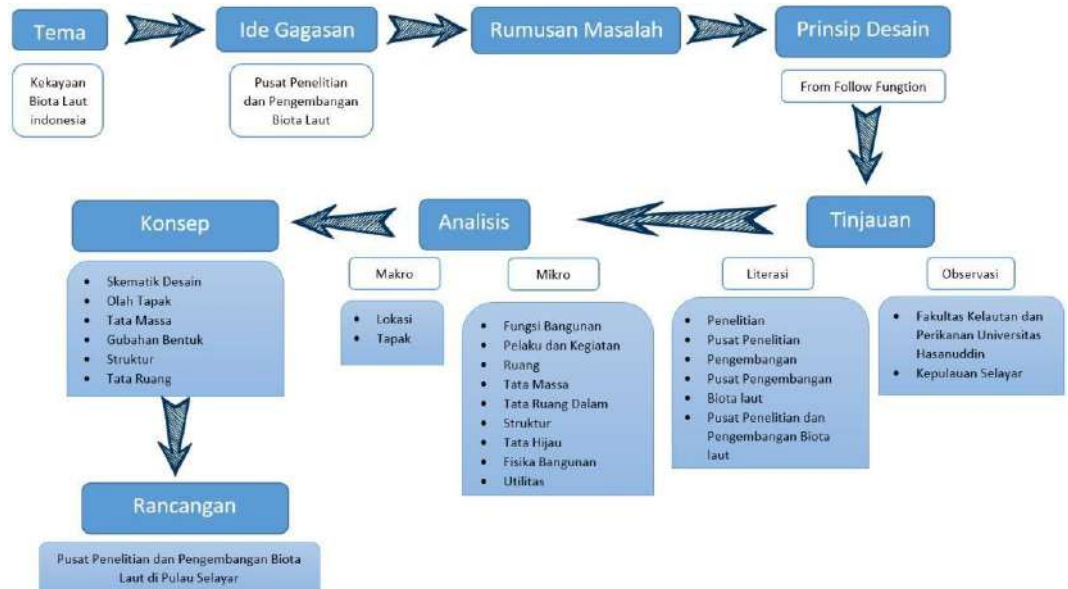 Tema
Kekayaan
Biota Laut
indonesia
Ide Gagasan
Pusat Penelitian
dan Pengembangan
Biota Laut
Rumusan Masalah
Prinsip Desain
From Follow Fungtion
Tinjauan
Literasi
• Penelitian
• Pusat Penelitian
• Pengembangan
• Pusat Pengembangan
• Biota laut
• Pusat Penelitian dan
Pengembangan Biota
laut
Observasi
• Fakultas Kelautan dan
Perikanan Universitas
Hasanuddin
• Kepulauan Selayar
Analisis
Makro
• Lokasi
• Tapak
Mikro
• Fungsi Bangunan
• Pelaku dan Kegiatan
• Ruang
• Tata Massa
• Tata Ruang Dalam
• Struktur
• Tata Hijau
• Fisika Bangunan
• Utilitas
Konsep
• Skematik Desain
• Olah Tapak
• Tata Massa
• Gubahan Bentuk
• Struktur
• Tata Ruang
Rancangan
Pusat Penelitian dan Pengembangan Biota
Laut di Pulau Selayar